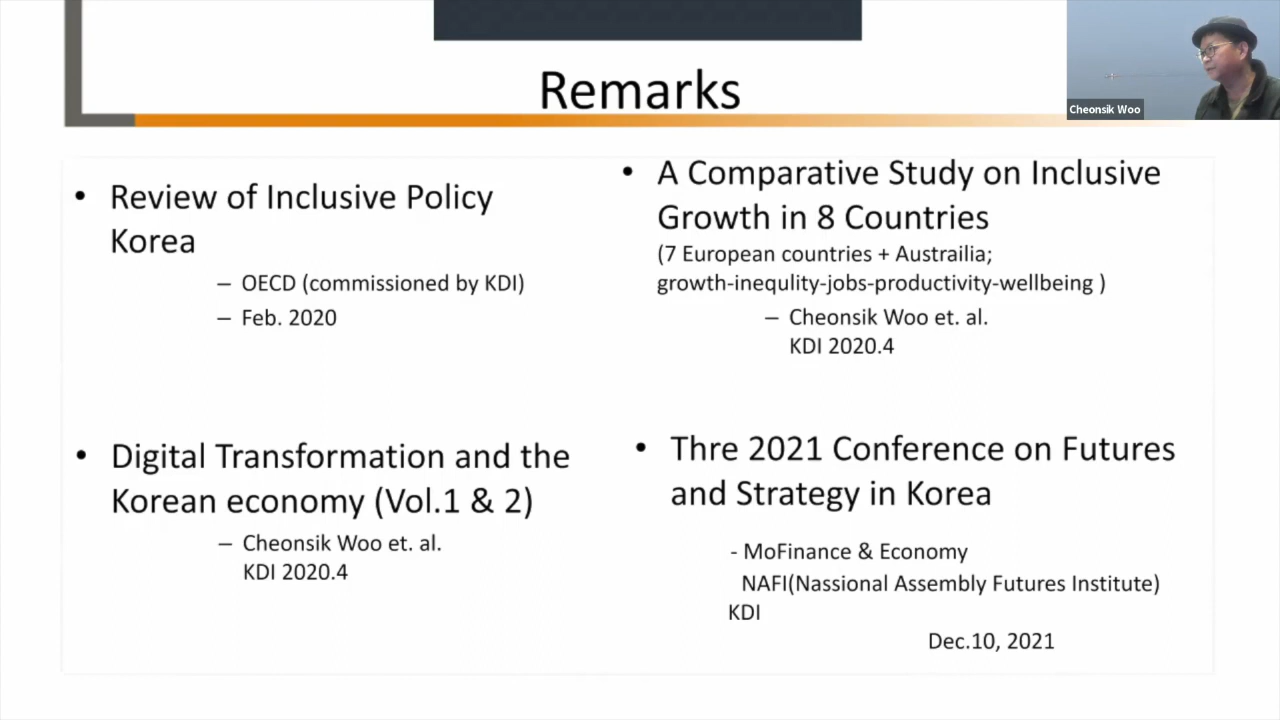 Remarks
Cheonsik Woo
• Review of Inclusive Policy
Korea
– OECD (commissioned by KDI)
– Feb. 2020
• A Comparative Study on Inclusive
Growth in 8 Countries
(7 European countries + Austrailia;
growth-inequlity-jobs-productivity-wellbeing )
– Cheonsik Woo et. al.
KDI 2020.4
• Digital Transformation and the
Korean economy (Vol.1 & 2)
– Cheonsik Woo et. al.
KDI 2020.4
• Thre 2021 Conference on Futures
and Strategy in Korea
- MoFinance & Economy
NAFI(Nassional Assembly Futures Institute)
KDI
Dec.10, 2021